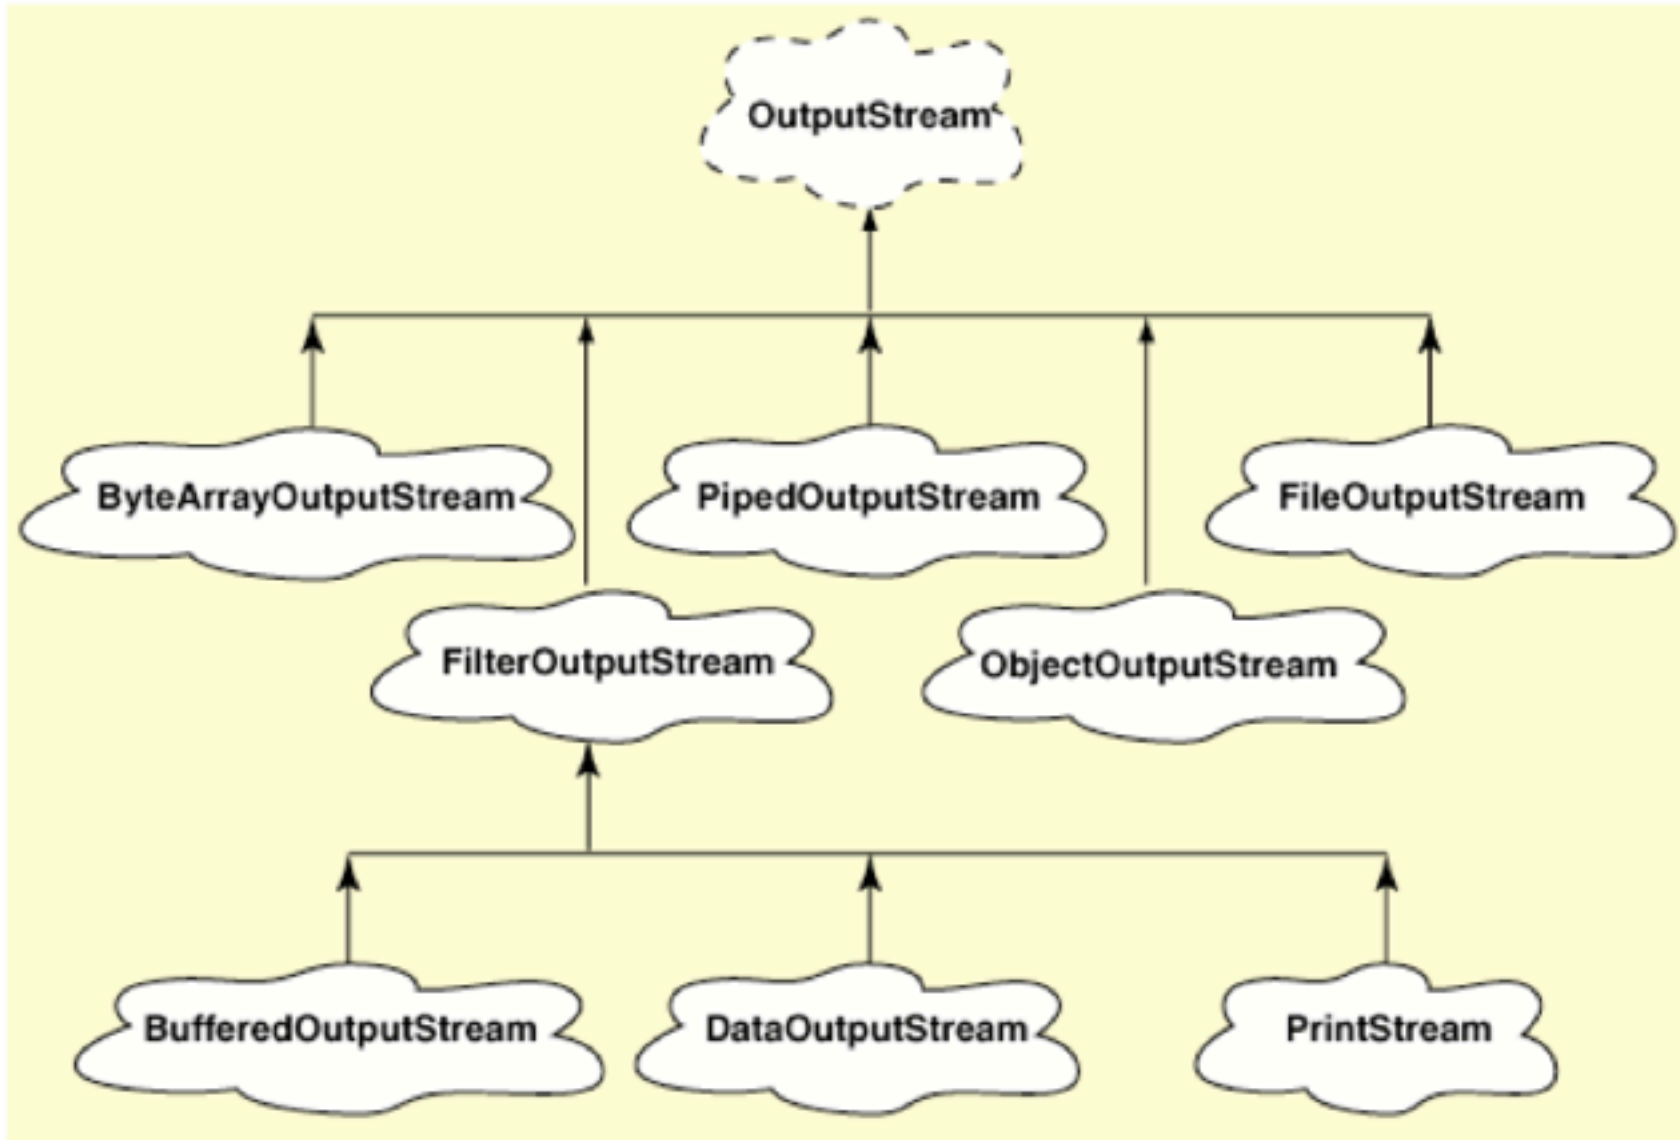 OutputStream
ByteArrayOutputStream
PipedOutputStream
FileOutputStream
FilterOutputStream
ObjectOutputStream
BufferedOutputStream
DataOutputStream
PrintStream